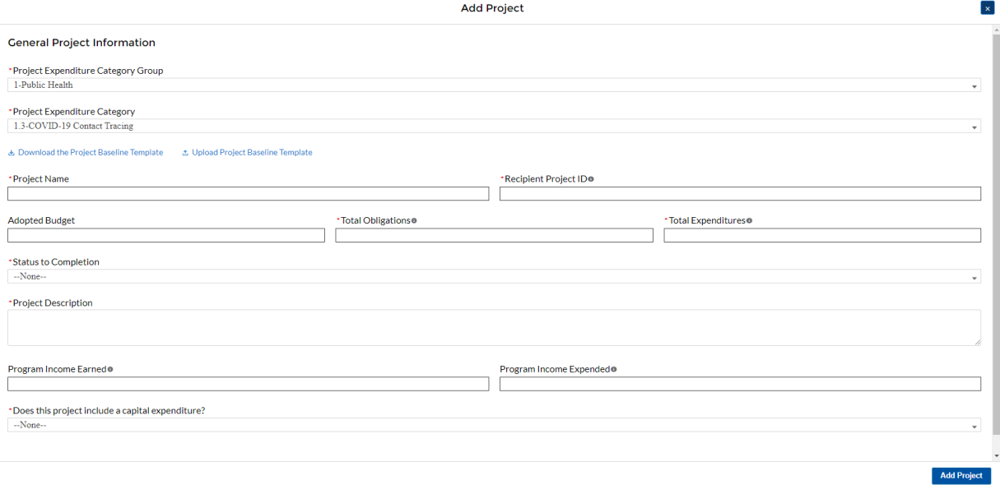 Add Project
×
General Project Information
*Project Expenditure Category Group
1-Public Health
*Project Expenditure Category
1.3-COVID-19 Contact Tracing
Download the Project Baseline Template Upload Project Baseline Template
*Project Name *Recipient Project ID
Adopted Budget *Total Obligations *Total Expenditures
*Status to Completion
--None--
*Project Description
Program Income Earned Program Income Expended
*Does this project include a capital expenditure?
--None--
Add Project